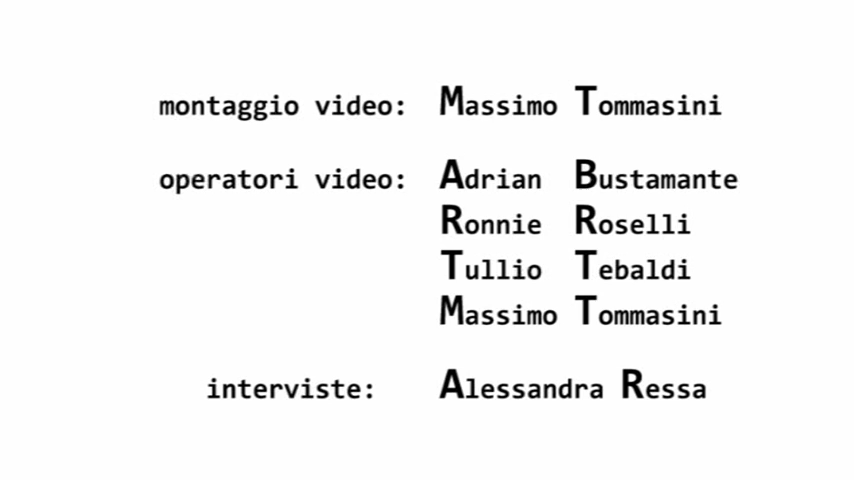 montaggio video: Massimo Tommasini
operatori video: Adrian Bustamante
Ronnie Roselli
Tullio Tebaldi
Massimo Tommasini
interviste: Alessandra Ressa